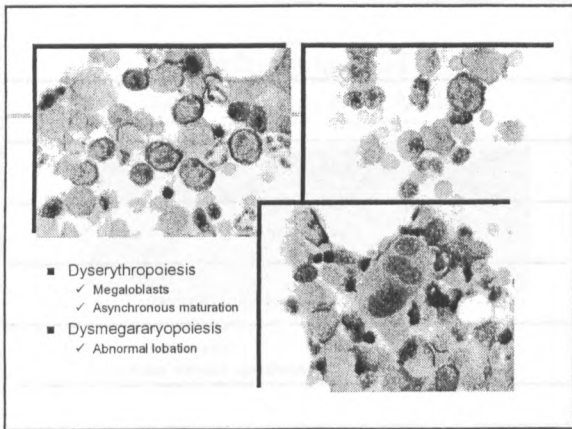 ■ Dyserythropoiesis
✓ Megaloblasts
✓ Asynchronous maturation
■ Dysmegararyopoiesis
✓ Abnormal lobation